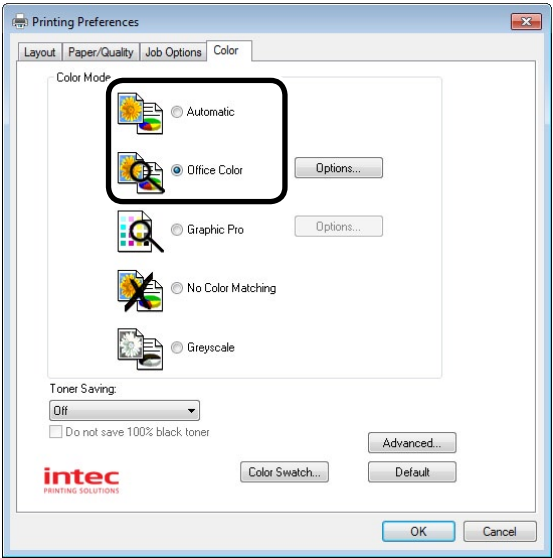 Printing Preferences
Layout Paper/Quality Job Options Color
Color Mode
Automatic
Office Color Options...
Graphic Pro Options...
No Color Matching
Greyscale
Toner Saving:
Off
Do not save 100% black toner
Advanced...
intec Color Swatch... Default
PRINTING SOLUTIONS
OK Cancel